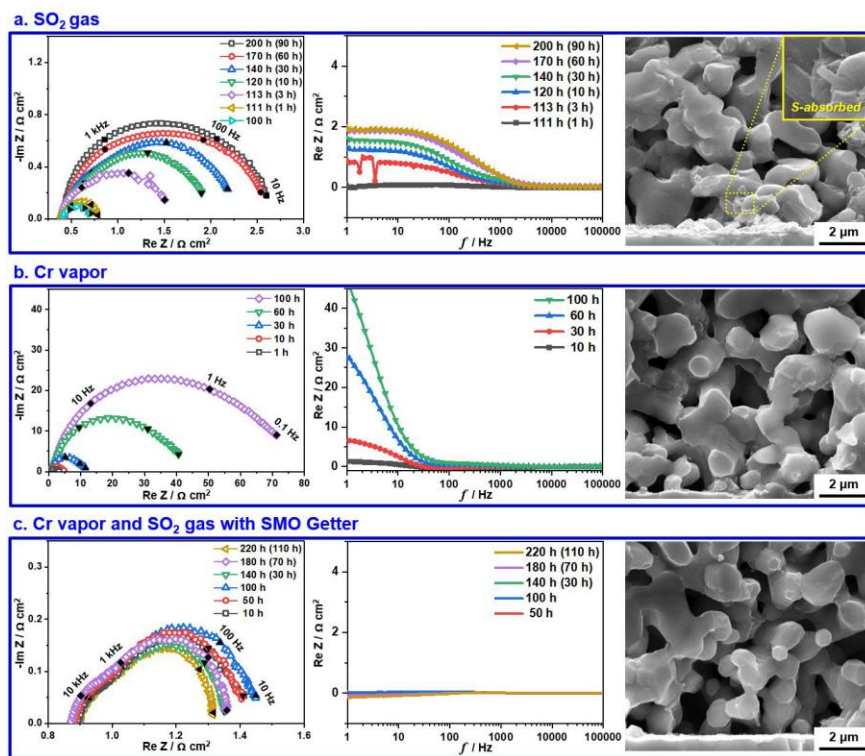 a. SO₂ gas
-Im Z / Ω cm²
0.0
0.4
0.8
1.2
0.5
1.0
1.5
2.0
2.5
Re Z / Ω cm²
200 h (90 h)
170 h (60 h)
140 h (30 h)
120 h (10 h)
113 h (3 h)
111 h (1 h)
100 h
1 kHz
100 Hz
10 Hz
Re Z / Ω cm²
0
2
4
1
10
100
1000
10000
100000
f / Hz
200 h (90 h)
170 h (60 h)
140 h (30 h)
120 h (10 h)
113 h (3 h)
111 h (1 h)
S-absorbed
2 μm
b. Cr vapor
-Im Z / Ω cm²
0
10
20
30
40
0
10
20
30
40
50
60
70
80
Re Z / Ω cm²
100 h
60 h
30 h
10 h
1 h
10 Hz
1 Hz
0.1 Hz
Re Z / Ω cm²
0
10
20
30
40
1
10
100
1000
10000
100000
f / Hz
100 h
60 h
30 h
10 h
2 μm
c. Cr vapor and SO₂ gas with SMO Getter
-Im Z / Ω cm²
0.0
0.1
0.2
0.3
0.8
1.0
1.2
1.4
1.6
Re Z / Ω cm²
220 h (110 h)
180 h (70 h)
140 h (30 h)
100 h
50 h
10 h
10 kHz
1 kHz
100 Hz
10 Hz
Re Z / Ω cm²
0
1
2
3
4
5
1
10
100
1000
10000
100000
f / Hz
220 h (110 h)
180 h (70 h)
140 h (30 h)
100 h
50 h
2 μm